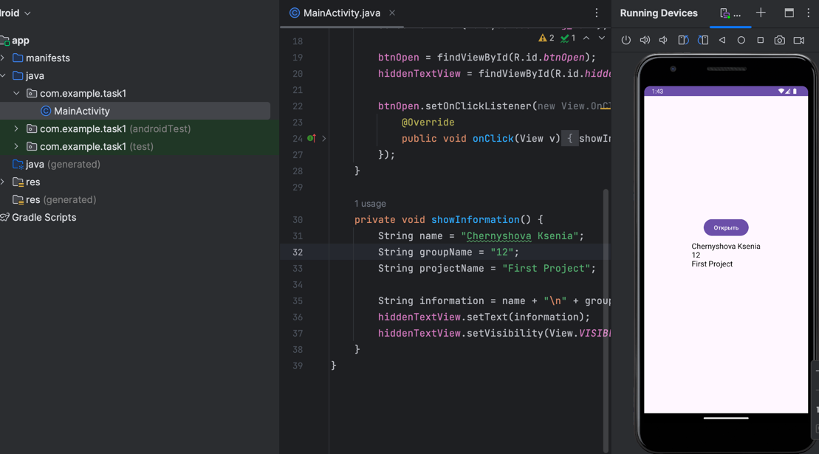 roid
app
manifests
java
com.example.task1
MainActivity
com.example.task1 (androidTest)
com.example.task1 (test)
java (generated)
res
res (generated)
Gradle Scripts
MainActivity.java
2 1
18
19 btnOpen = findViewById(R.id.btnOpen);
20 hiddenTextView = findViewById(R.id.hidde
21
22 btnOpen.setOnClickListener(new View.OnCl
23 @Override
24 public void onClick(View v) { showIn
27 });
28 }
29
1 usage
30 private void showInformation() {
31 String name = "Chernyshova Ksenia";
32 String groupName = "12";
33 String projectName = "First Project";
34
35 String information = name + "\n" + group
36 hiddenTextView.setText(information);
37 hiddenTextView.setVisibility(View.VISIBL
38 }
39 }
Running Devices
...
1:43
Открыть
Chernyshova Ksenia
12
First Project